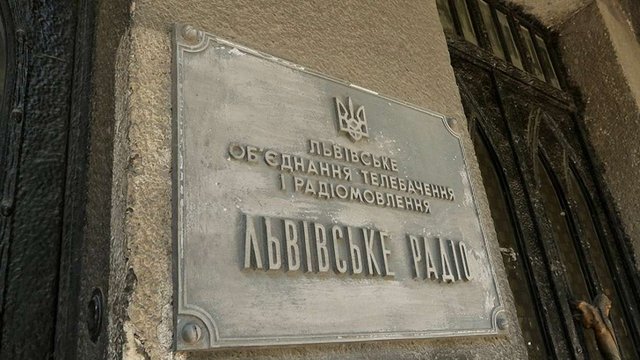 ЛЬВІВСЬКЕ
ОБ'ЄДНАННЯ ТЕЛЕБАЧЕННЯ
І РАДІОМОВЛЕННЯ
ЛЬВІВСЬКЕ РАДІО